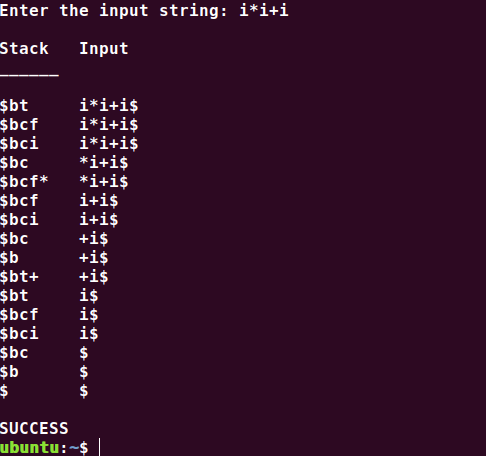 Enter the input string: i*i+i
Stack   Input
______
$bt     i*i+i$
$bcf    i*i+i$
$bci    i*i+i$
$bc     *i+i$
$bcf*   *i+i$
$bcf    i+i$
$bci    i+i$
$bc     +i$
$b      +i$
$bt+    +i$
$bt     i$
$bcf    i$
$bci    i$
$bc     $
$b      $
$       $
SUCCESS
ubuntu:~$